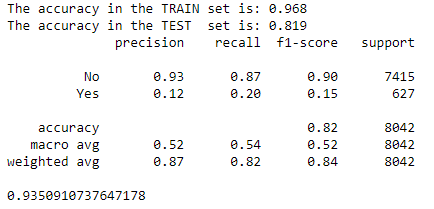 The accuracy in the TRAIN set is: 0.968
The accuracy in the TEST  set is: 0.819
              precision    recall  f1-score   support

          No       0.93      0.87      0.90      7415
         Yes       0.12      0.20      0.15       627

    accuracy                           0.82      8042
   macro avg       0.52      0.54      0.52      8042
weighted avg       0.87      0.82      0.84      8042

0.9350910737647178